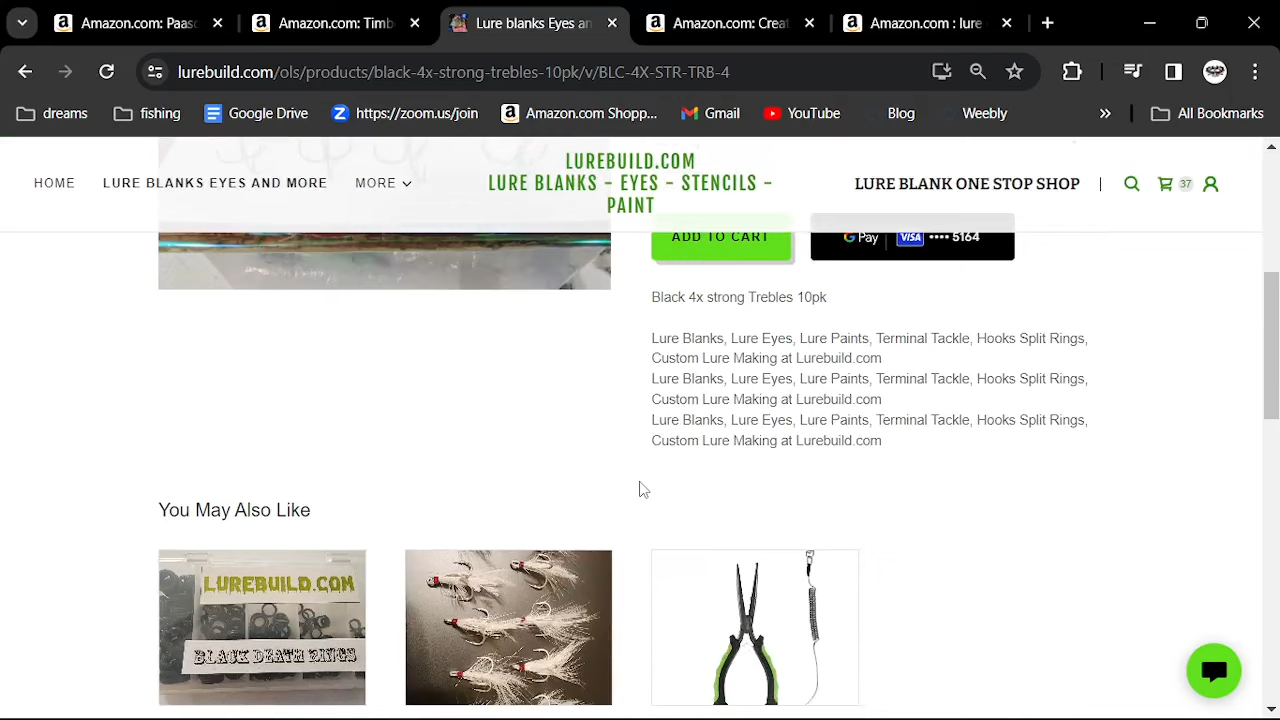 Amazon.com: Paas
Amazon.com: Timb
Lure blanks Eyes an
Amazon.com: Creat
Amazon.com : lure
lurebuild.com/ols/products/black-4x-strong-trebles-10pk/v/BLC-4X-STR-TRB-4
dreams fishing Google Drive https://zoom.us/join Amazon.com Shopp... Gmail YouTube Blog Weebly All Bookmarks
LUREBUILD.COM
LURE BLANKS - EYES - STENCILS -
PAINT
HOME LURE BLANKS EYES AND MORE MORE
LURE BLANK ONE STOP SHOP 37
ADD TO CART
G Pay VISA •••• 5164
Black 4x strong Trebles 10pk
Lure Blanks, Lure Eyes, Lure Paints, Terminal Tackle, Hooks Split Rings,
Custom Lure Making at Lurebuild.com
Lure Blanks, Lure Eyes, Lure Paints, Terminal Tackle, Hooks Split Rings,
Custom Lure Making at Lurebuild.com
Lure Blanks, Lure Eyes, Lure Paints, Terminal Tackle, Hooks Split Rings,
Custom Lure Making at Lurebuild.com
You May Also Like
LUREBUILD.COM
BLACK DEATH RINGS